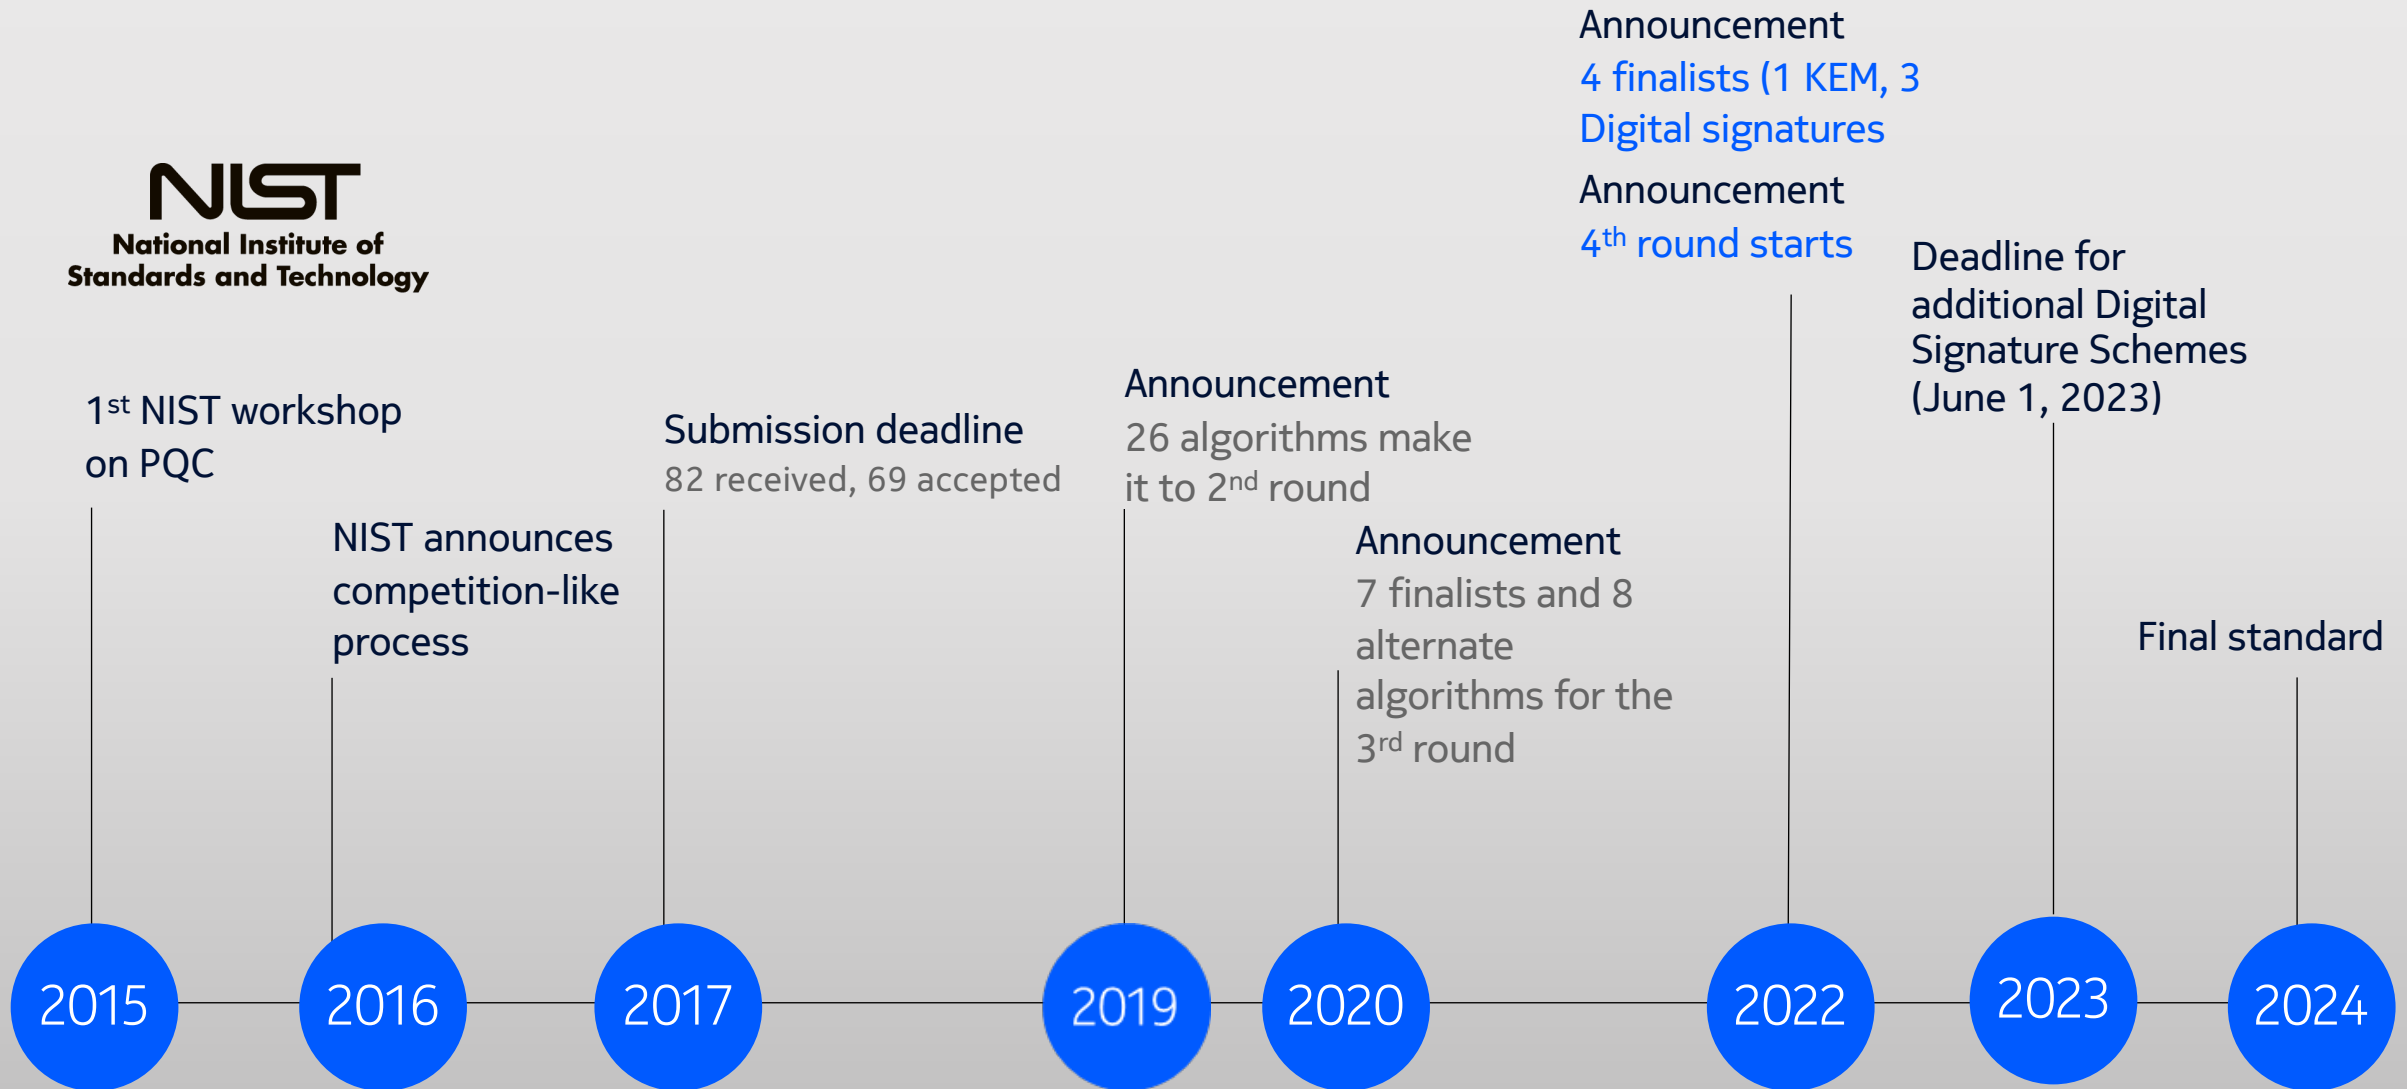 NIST
National Institute of
Standards and Technology
1st NIST workshop
on PQC
NIST announces
competition-like
process
Submission deadline
82 received, 69 accepted
Announcement
26 algorithms make
it to 2nd round
Announcement
7 finalists and 8
alternate
algorithms for the
3rd round
Announcement
4 finalists (1 KEM, 3
Digital signatures
Announcement
4th round starts
Deadline for
additional Digital
Signature Schemes
(June 1, 2023)
Final standard
2015
2016
2017
2019
2020
2022
2023
2024